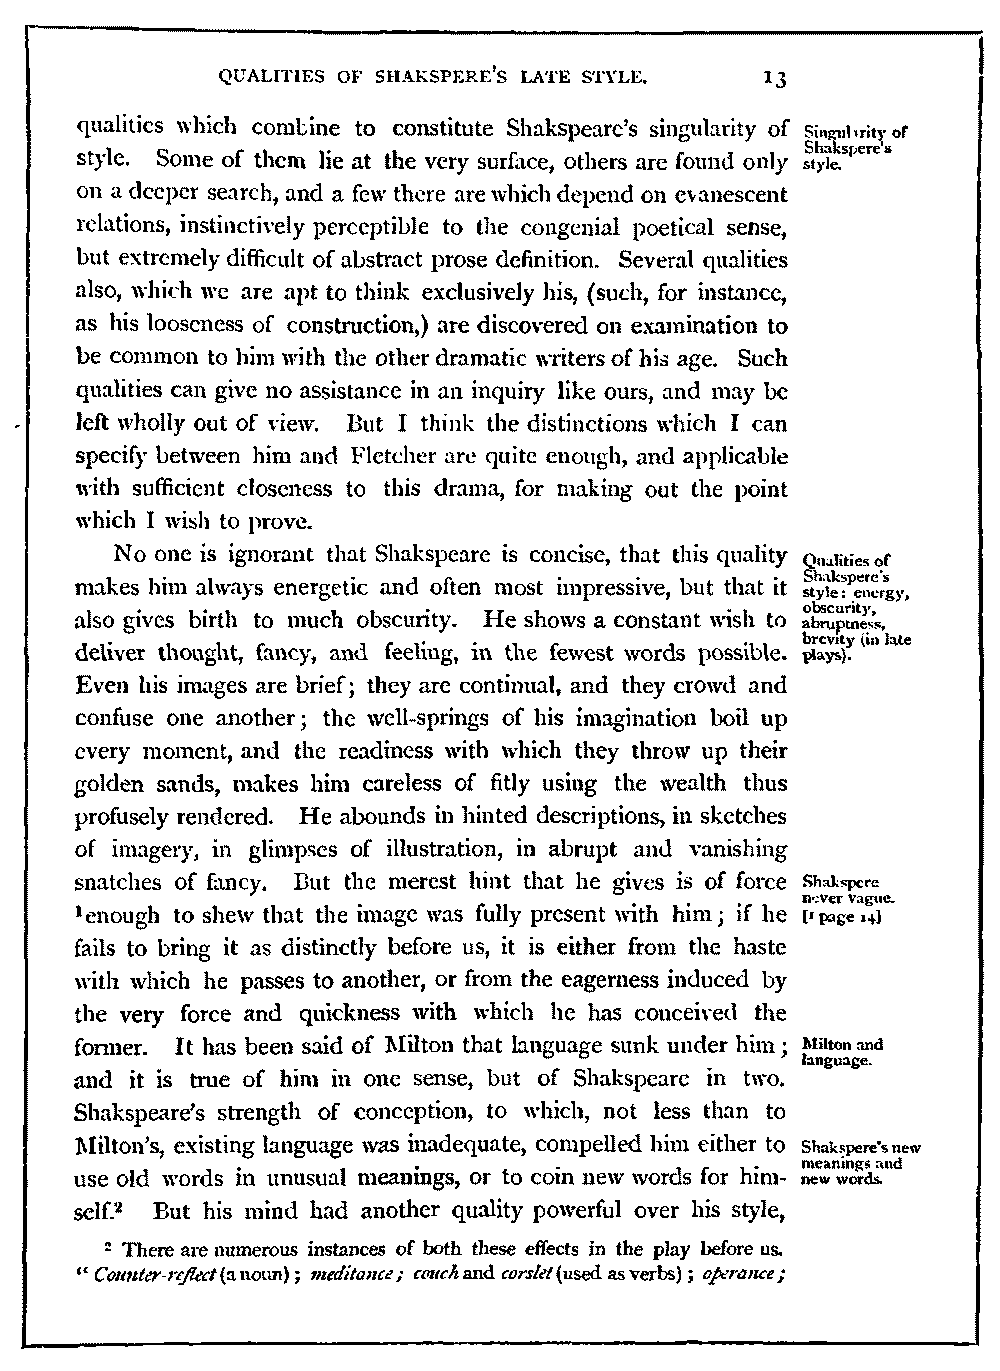 QUALITIES OF SHAKSPERE'S LATE STYLE. 13
qualities which combine to constitute Shakspeare's singularity of
style. Some of them lie at the very surface, others are found only
on a deeper search, and a few there are which depend on evanescent
relations, instinctively perceptible to the congenial poetical sense,
but extremely difficult of abstract prose definition. Several qualities
also, which we are apt to think exclusively his, (such, for instance,
as his looseness of construction,) are discovered on examination to
be common to him with the other dramatic writers of his age. Such
qualities can give no assistance in an inquiry like ours, and may be
left wholly out of view. But I think the distinctions which I can
specify between him and Fletcher are quite enough, and applicable
with sufficient closeness to this drama, for making out the point
which I wish to prove.
Singularity of
Shakspere's
style.
No one is ignorant that Shakspeare is concise, that this quality
makes him always energetic and often most impressive, but that it
also gives birth to much obscurity. He shows a constant wish to
deliver thought, fancy, and feeling, in the fewest words possible.
Even his images are brief; they are continual, and they crowd and
confuse one another; the well-springs of his imagination boil up
every moment, and the readiness with which they throw up their
golden sands, makes him careless of fitly using the wealth thus
profusely rendered. He abounds in hinted descriptions, in sketches
of imagery, in glimpses of illustration, in abrupt and vanishing
snatches of fancy. But the merest hint that he gives is of force
¹enough to shew that the image was fully present with him; if he
fails to bring it as distinctly before us, it is either from the haste
with which he passes to another, or from the eagerness induced by
the very force and quickness with which he has conceived the
former. It has been said of Milton that language sunk under him;
and it is true of him in one sense, but of Shakspeare in two.
Shakspeare's strength of conception, to which, not less than to
Milton's, existing language was inadequate, compelled him either to
use old words in unusual meanings, or to coin new words for him-
self.² But his mind had another quality powerful over his style,
Qualities of
Shakspere's
style: energy,
obscurity,
abruptness,
brevity (in late
plays).
Shakspere
never vague.
[¹ page 14]
Milton and
language.
Shakspere's new
meanings and
new words.
² There are numerous instances of both these effects in the play before us.
"Counter-reflect (a noun); meditance; couch and corslet (used as verbs); operance;